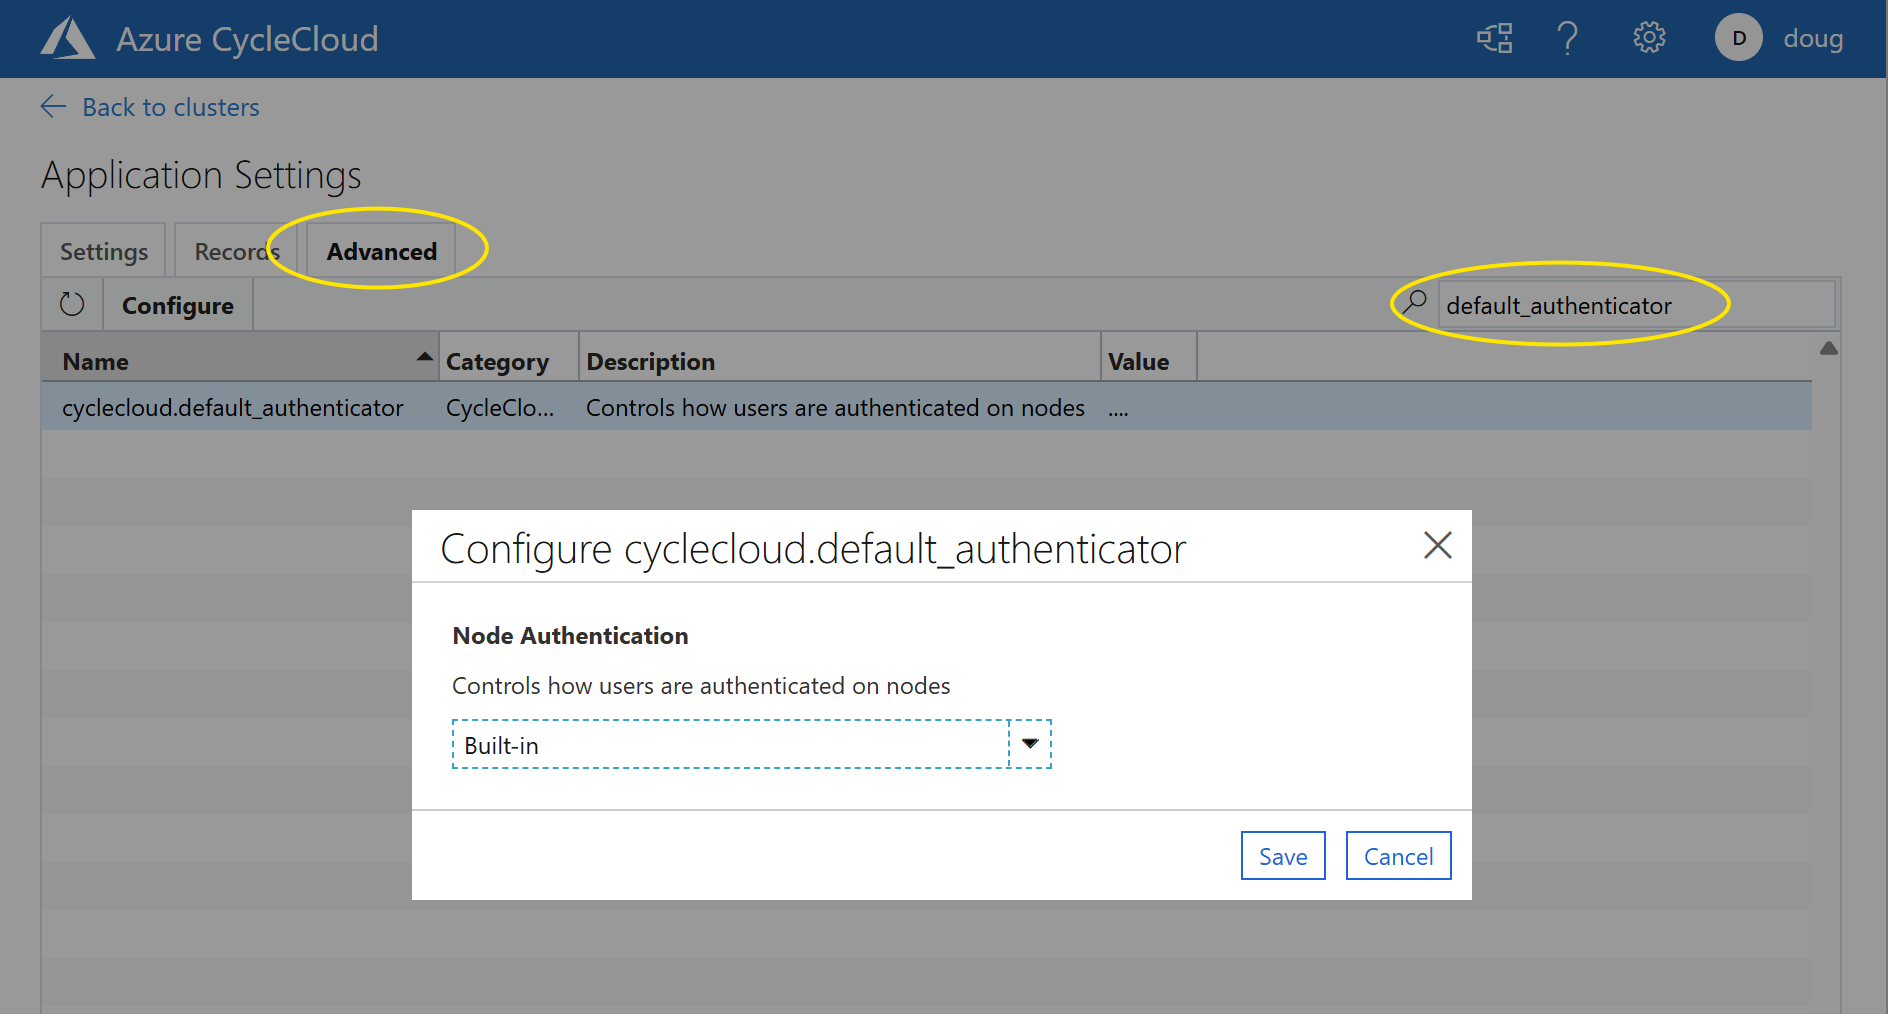 Azure CycleCloud
D doug
Back to clusters
Application Settings
Settings Records Advanced
Configure default_authenticator
Name Category Description Value
cyclecloud.default_authenticator CycleClo... Controls how users are authenticated on nodes ....
Configure cyclecloud.default_authenticator
Node Authentication
Controls how users are authenticated on nodes
Built-in
Save Cancel